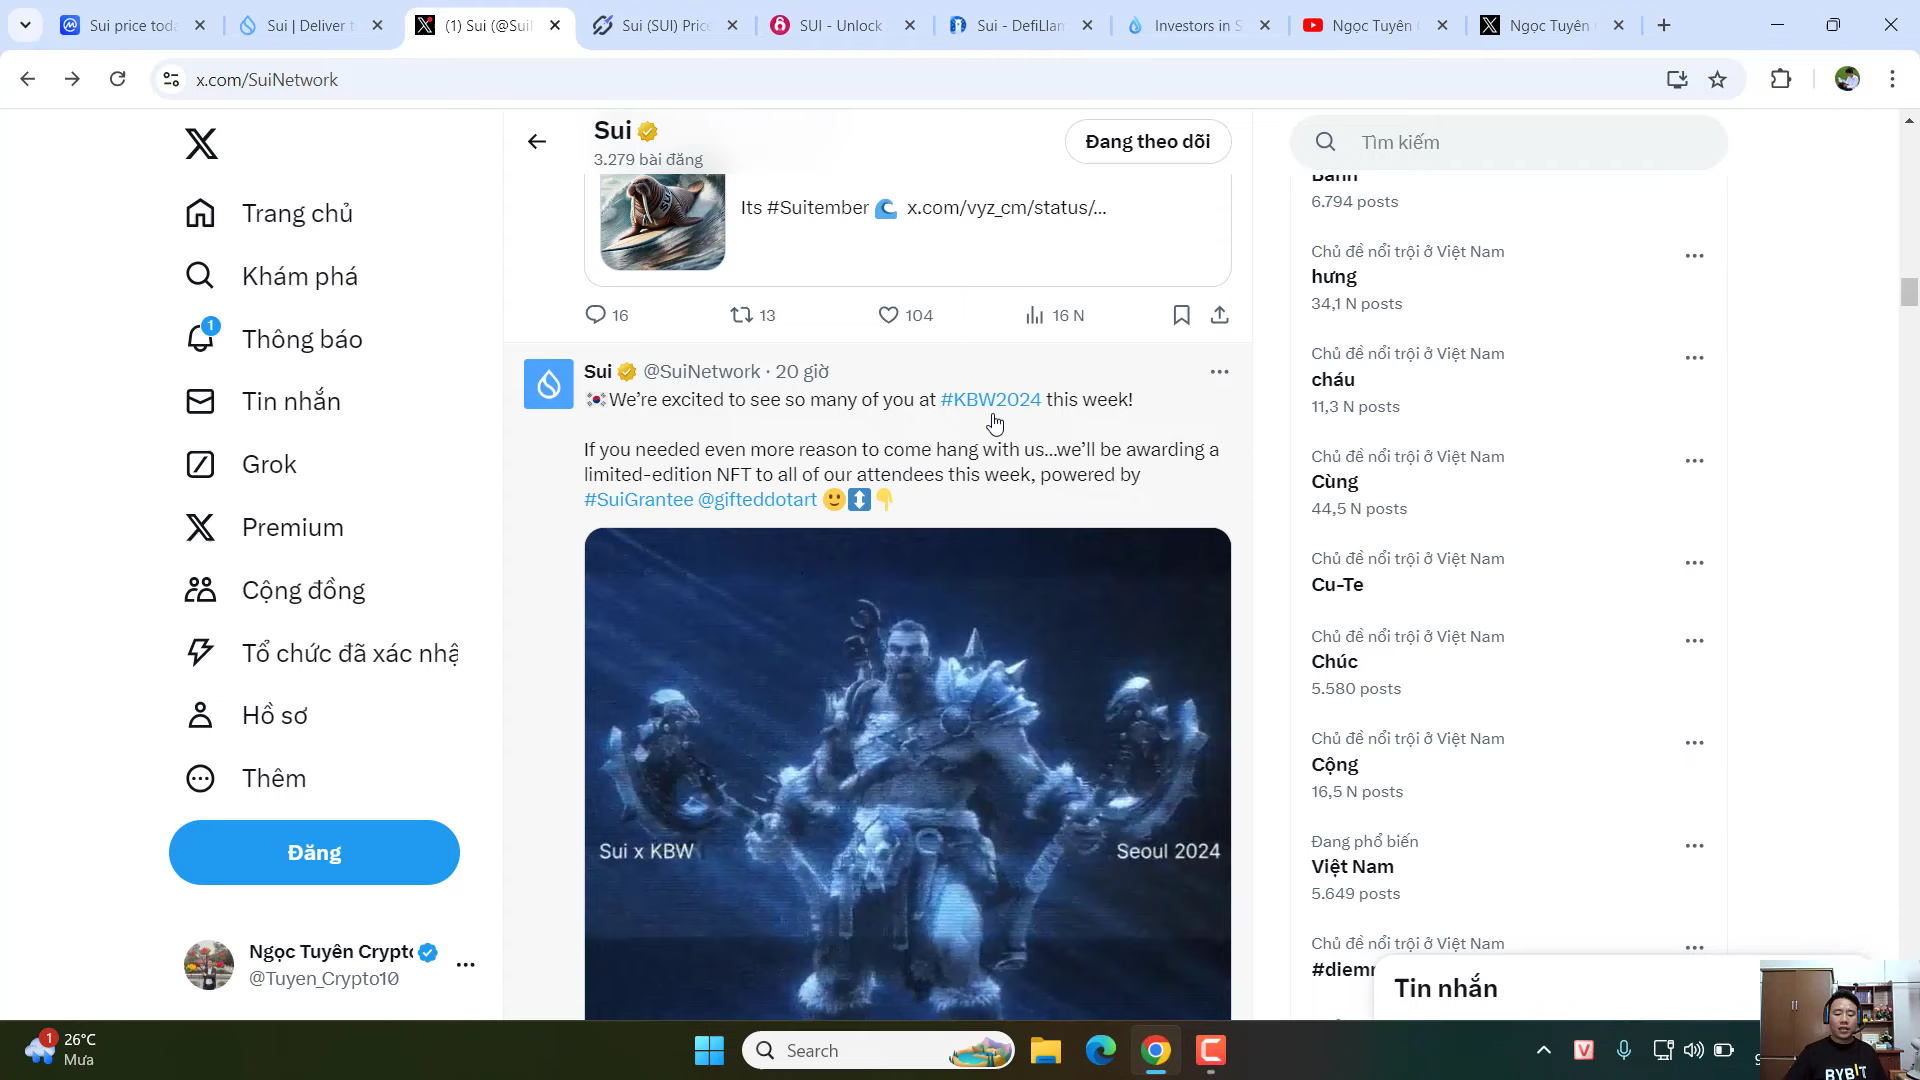 Sui price toda
Sui | Deliver t
(1) Sui (@Sui
Sui (SUI) Price
SUI - Unlock
Sui - DefiLlam
Investors in S
Ngọc Tuyên
Ngọc Tuyên
x.com/SuiNetwork
Sui
3.279 bài đăng
Đang theo dõi
Tìm kiếm
Trang chủ
Khám phá
1
Thông báo
Tin nhắn
Grok
Premium
Cộng đồng
Tổ chức đã xác nhậ
Hồ sơ
Thêm
Đăng
Ngọc Tuyên Crypto
@Tuyen_Crypto10
Its #Suitember x.com/vyz_cm/status/...
16
13
104
16 N
Sui @SuiNetwork · 20 giờ
We're excited to see so many of you at #KBW2024 this week!
If you needed even more reason to come hang with us...we'll be awarding a
limited-edition NFT to all of our attendees this week, powered by
#SuiGrantee @gifteddotart
Sui x KBW
Seoul 2024
Bánh
6.794 posts
Chủ đề nổi trội ở Việt Nam
hưng
34,1 N posts
Chủ đề nổi trội ở Việt Nam
cháu
11,3 N posts
Chủ đề nổi trội ở Việt Nam
Cùng
44,5 N posts
Chủ đề nổi trội ở Việt Nam
Cu-Te
Chủ đề nổi trội ở Việt Nam
Chúc
5.580 posts
Chủ đề nổi trội ở Việt Nam
Cộng
16,5 N posts
Đang phổ biến
Việt Nam
5.649 posts
Chủ đề nổi trội ở Việt Nam
Tin nhắn
1
26°C
Mưa
Search
V
BYBIT